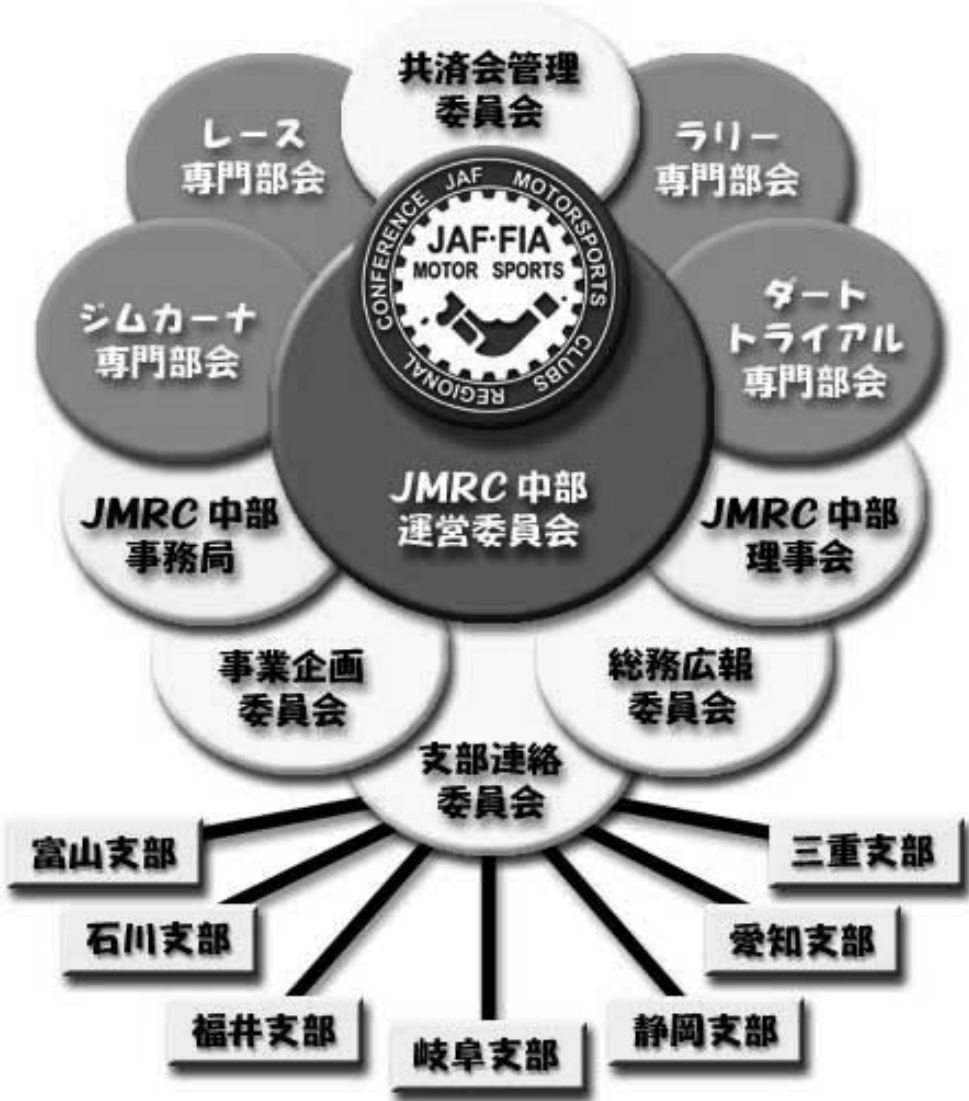 共済会管理
委員会
レース
専門部会
ラリー
専門部会
JAF MOTORSPORTS CLUBS REGIONAL CONFERENCE
JAF·FIA
MOTOR SPORTS
ジムカーナ
専門部会
ダート
トライアル
専門部会
JMRC 中部
運営委員会
JMRC 中部
事務局
JMRC 中部
理事会
事業企画
委員会
総務広報
委員会
支部連絡
委員会
富山支部
三重支部
石川支部
愛知支部
福井支部
岐阜支部
静岡支部